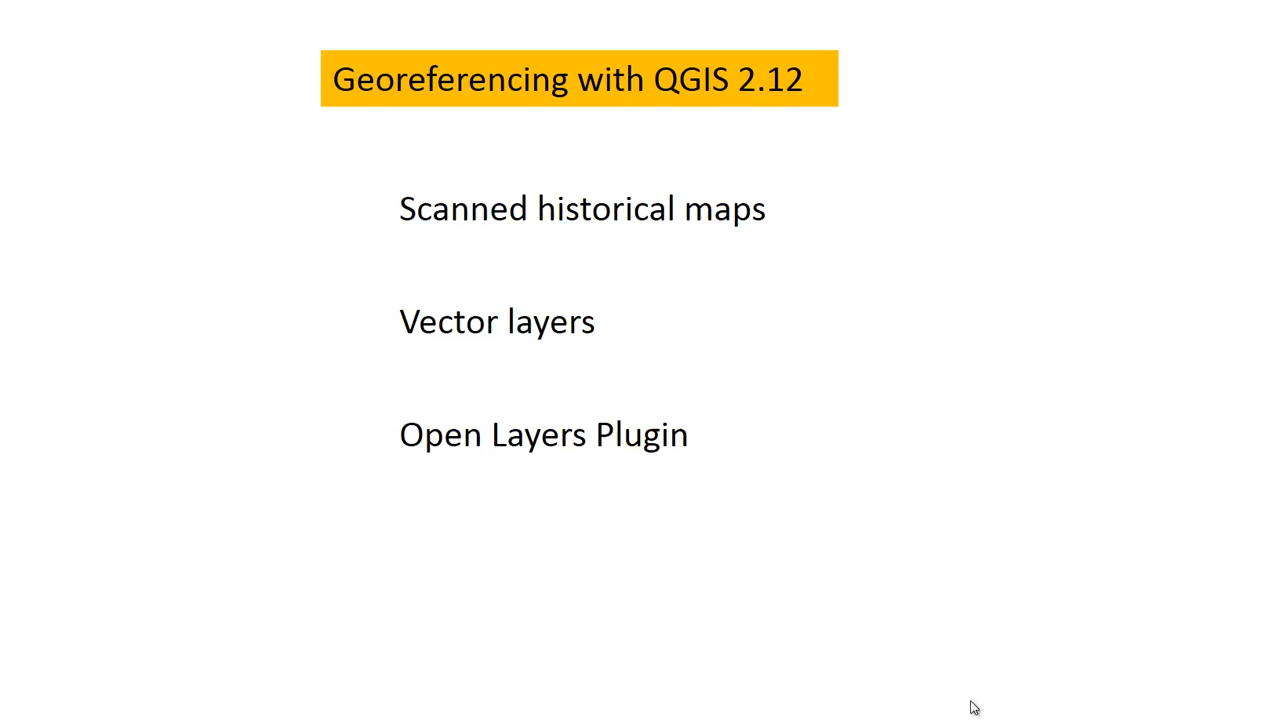 Georeferencing with QGIS 2.12
Scanned historical maps
Vector layers
Open Layers Plugin